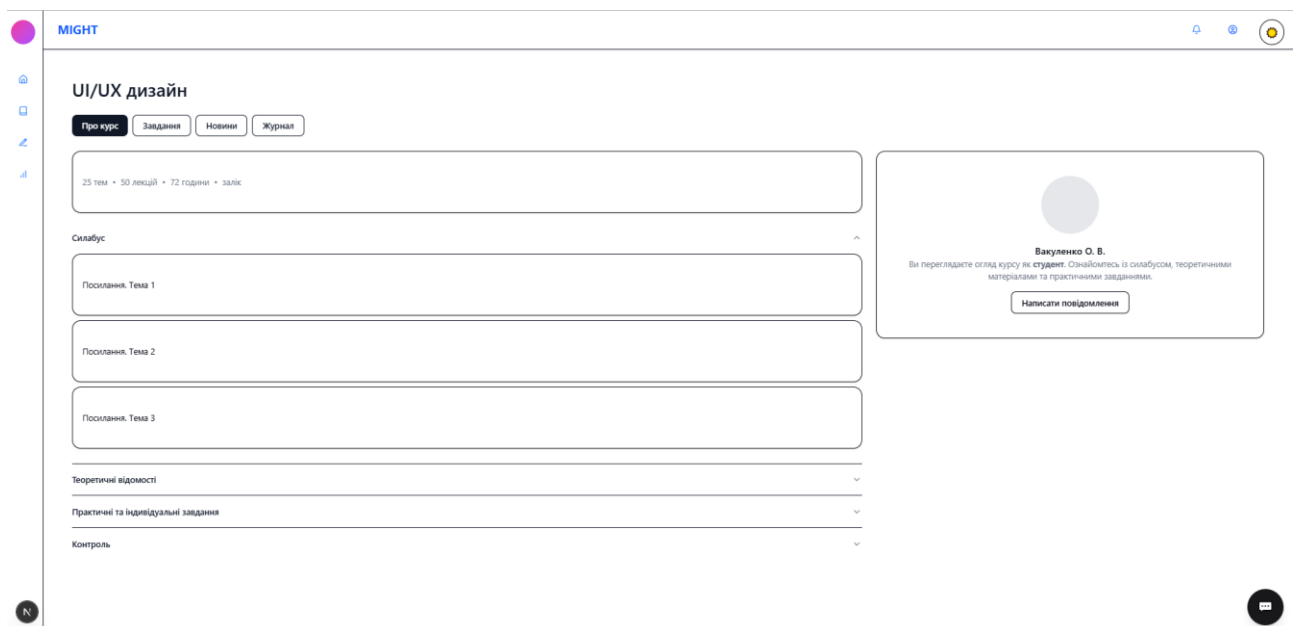 MIGHT
UI/UX дизайн
Про курс
Завдання
Новини
Журнал
25 тем • 50 лекцій • 72 години • залік
Силабус
Посилання. Тема 1
Посилання. Тема 2
Посилання. Тема 3
Теоретичні відомості
Практичні та індивідуальні завдання
Контроль
Вакуленко О. В.
Ви переглядаєте огляд курсу як студент. Ознайомтесь із силабусом, теоретичними
матеріалами та практичними завданнями.
Написати повідомлення
N